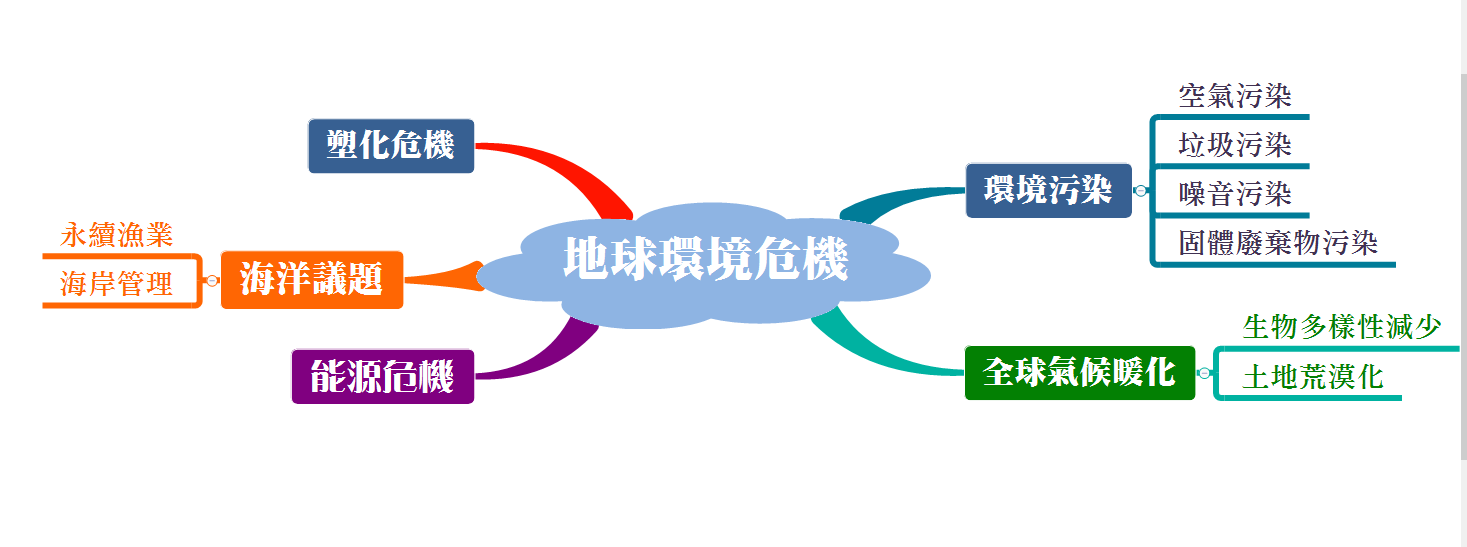 地球環境危機
環境污染
空氣污染
垃圾污染
噪音污染
固體廢棄物污染
全球氣候暖化
生物多樣性減少
土地荒漠化
塑化危機
海洋議題
永續漁業
海岸管理
能源危機